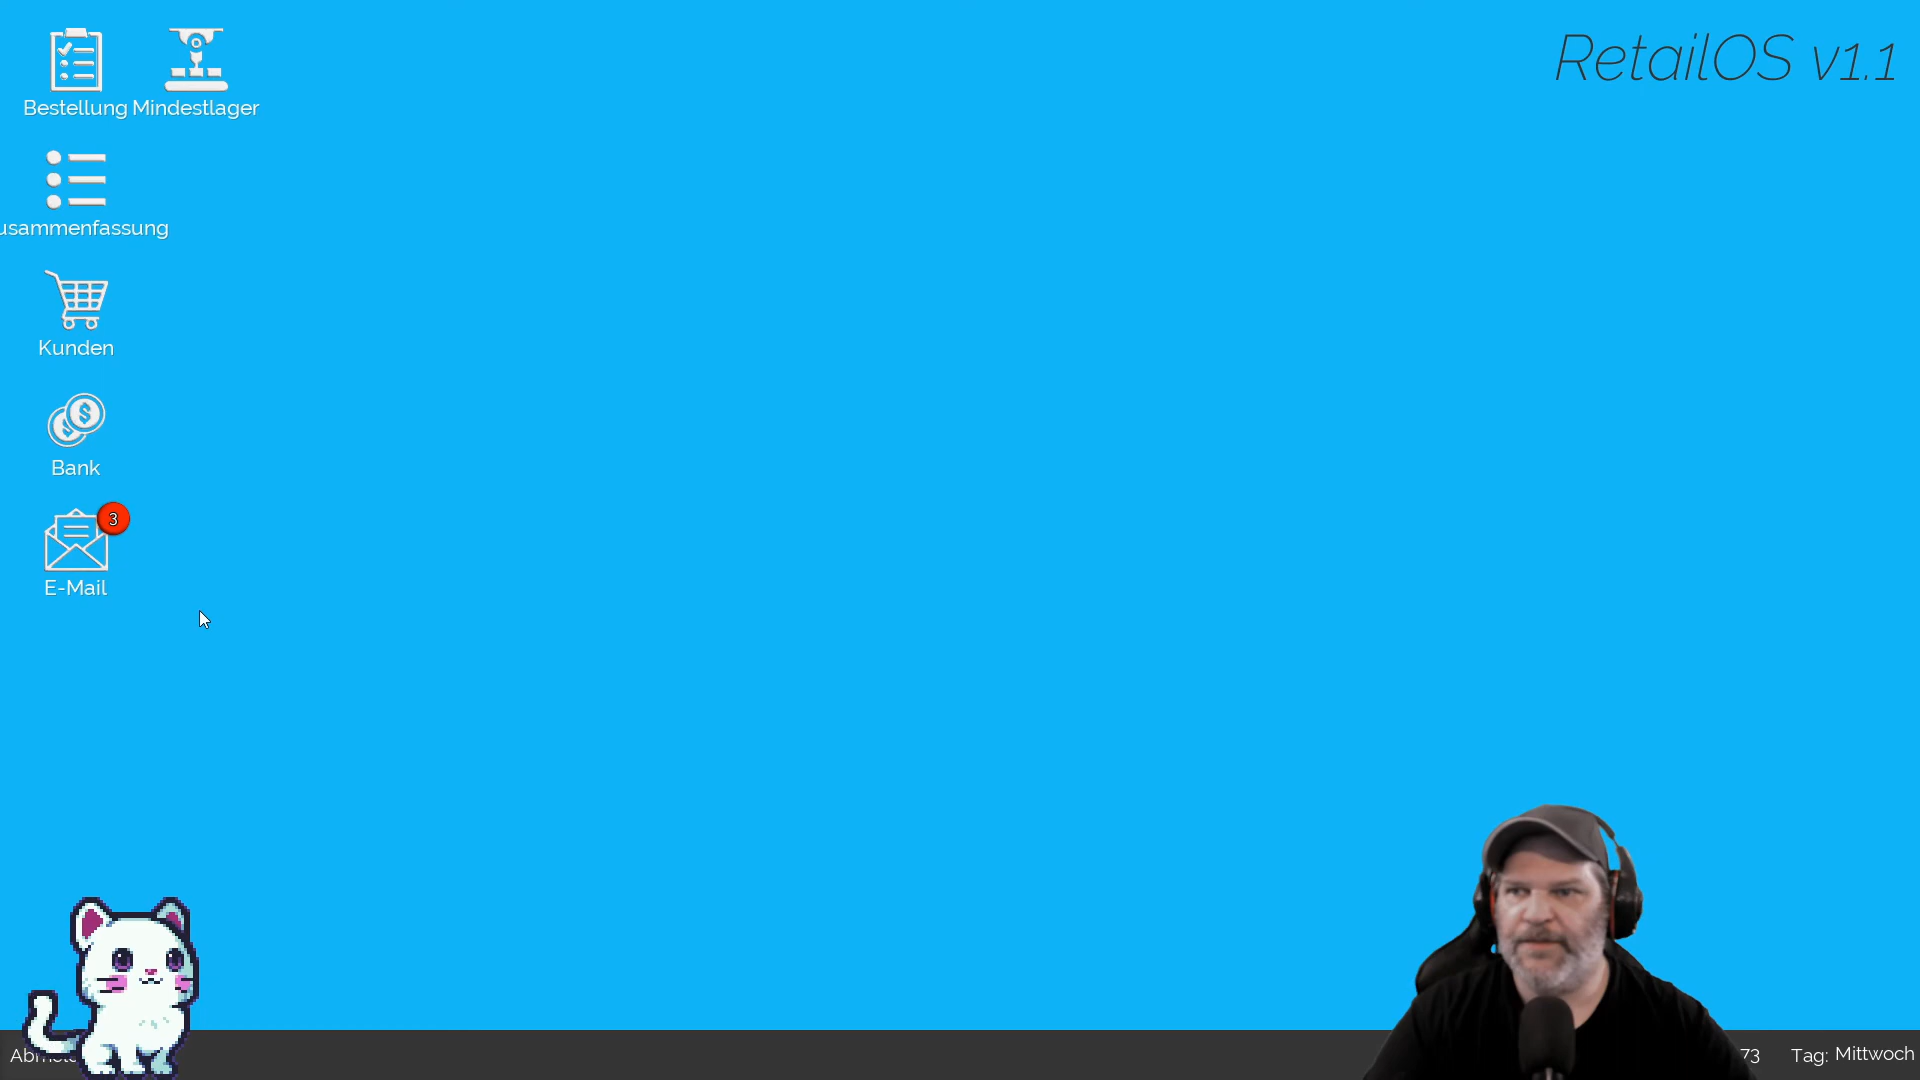 RetailOS v1.1
Bestellung
Mindestlager
usammenfassung
Kunden
Bank
3
E-Mail
73
Tag: Mittwoch